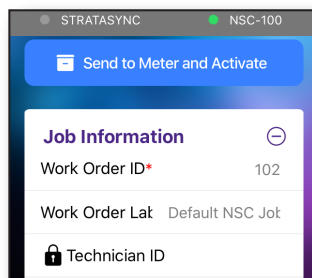 STRATASYNC NSC-100
Send to Meter and Activate
Job Information
Work Order ID* 102
Work Order Lab Default NSC Job
Technician ID